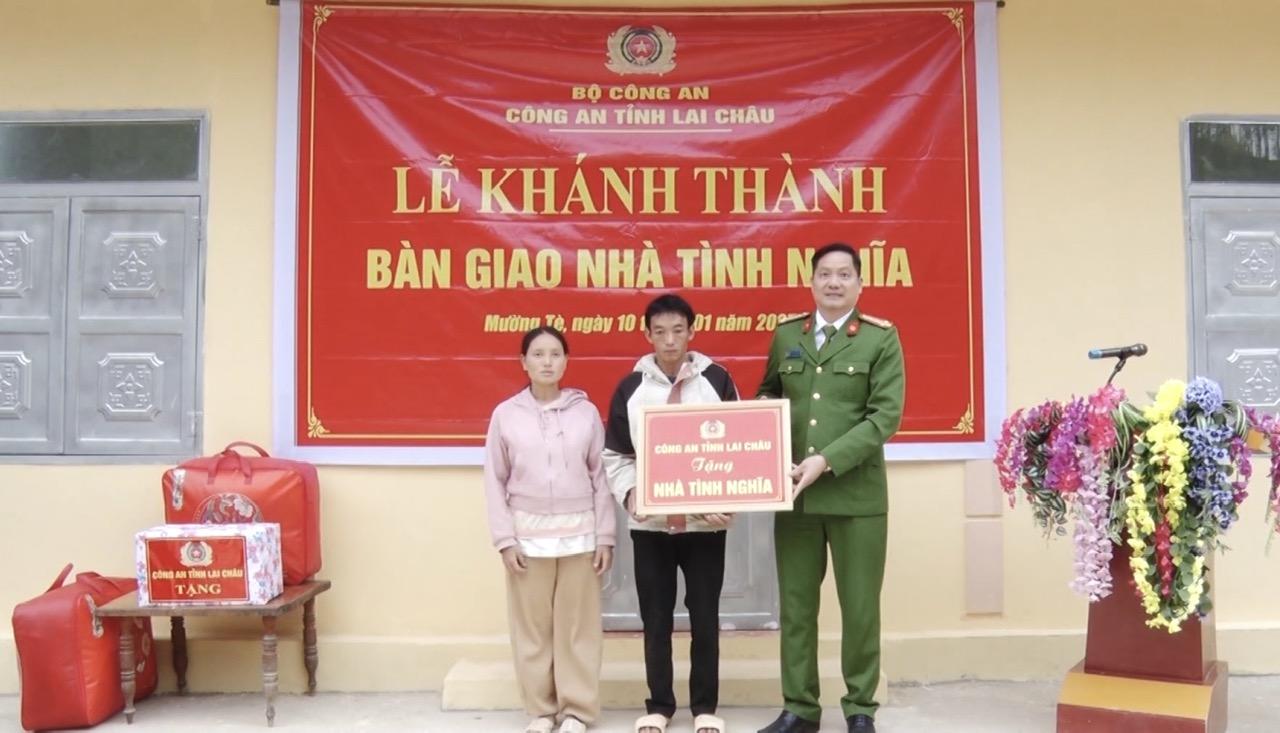 BỘ CÔNG AN
CÔNG AN TỈNH LAI CHÂU
LỄ KHÁNH THÀNH
BÀN GIAO NHÀ TÌNH NGHĨA
Mường Tè, ngày 10 01 năm
CÔNG AN TỈNH LAI CHÂU
Tặng
NHÀ TÌNH NGHĨA
CÔNG AN TỈNH LAI CHÂU
TẶNG